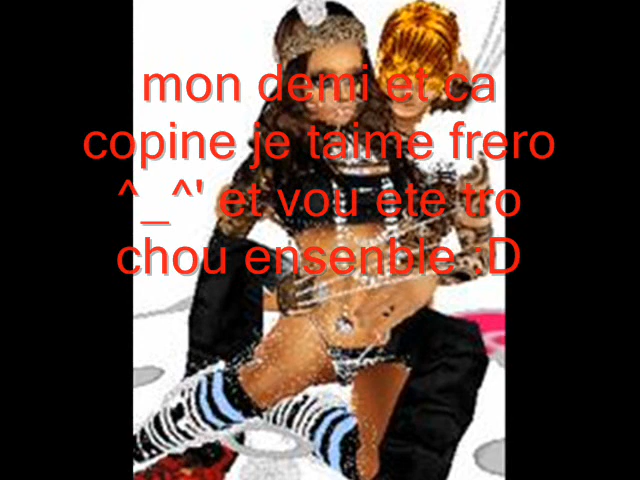 mon demi et ca
copine je taime frero
^_^' et vou ete tro
chou ensenble :D